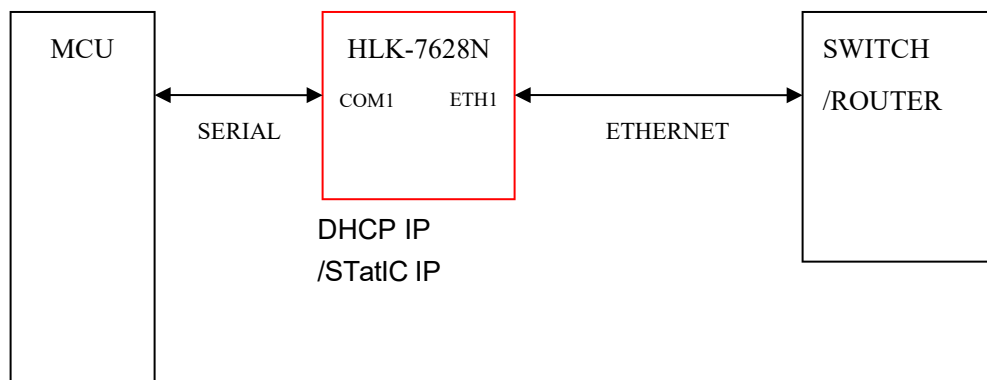 MCU
HLK-7628N
SWITCH
/ROUTER
COM1
ETH1
SERIAL
ETHERNET
DHCP IP
/STatIC IP